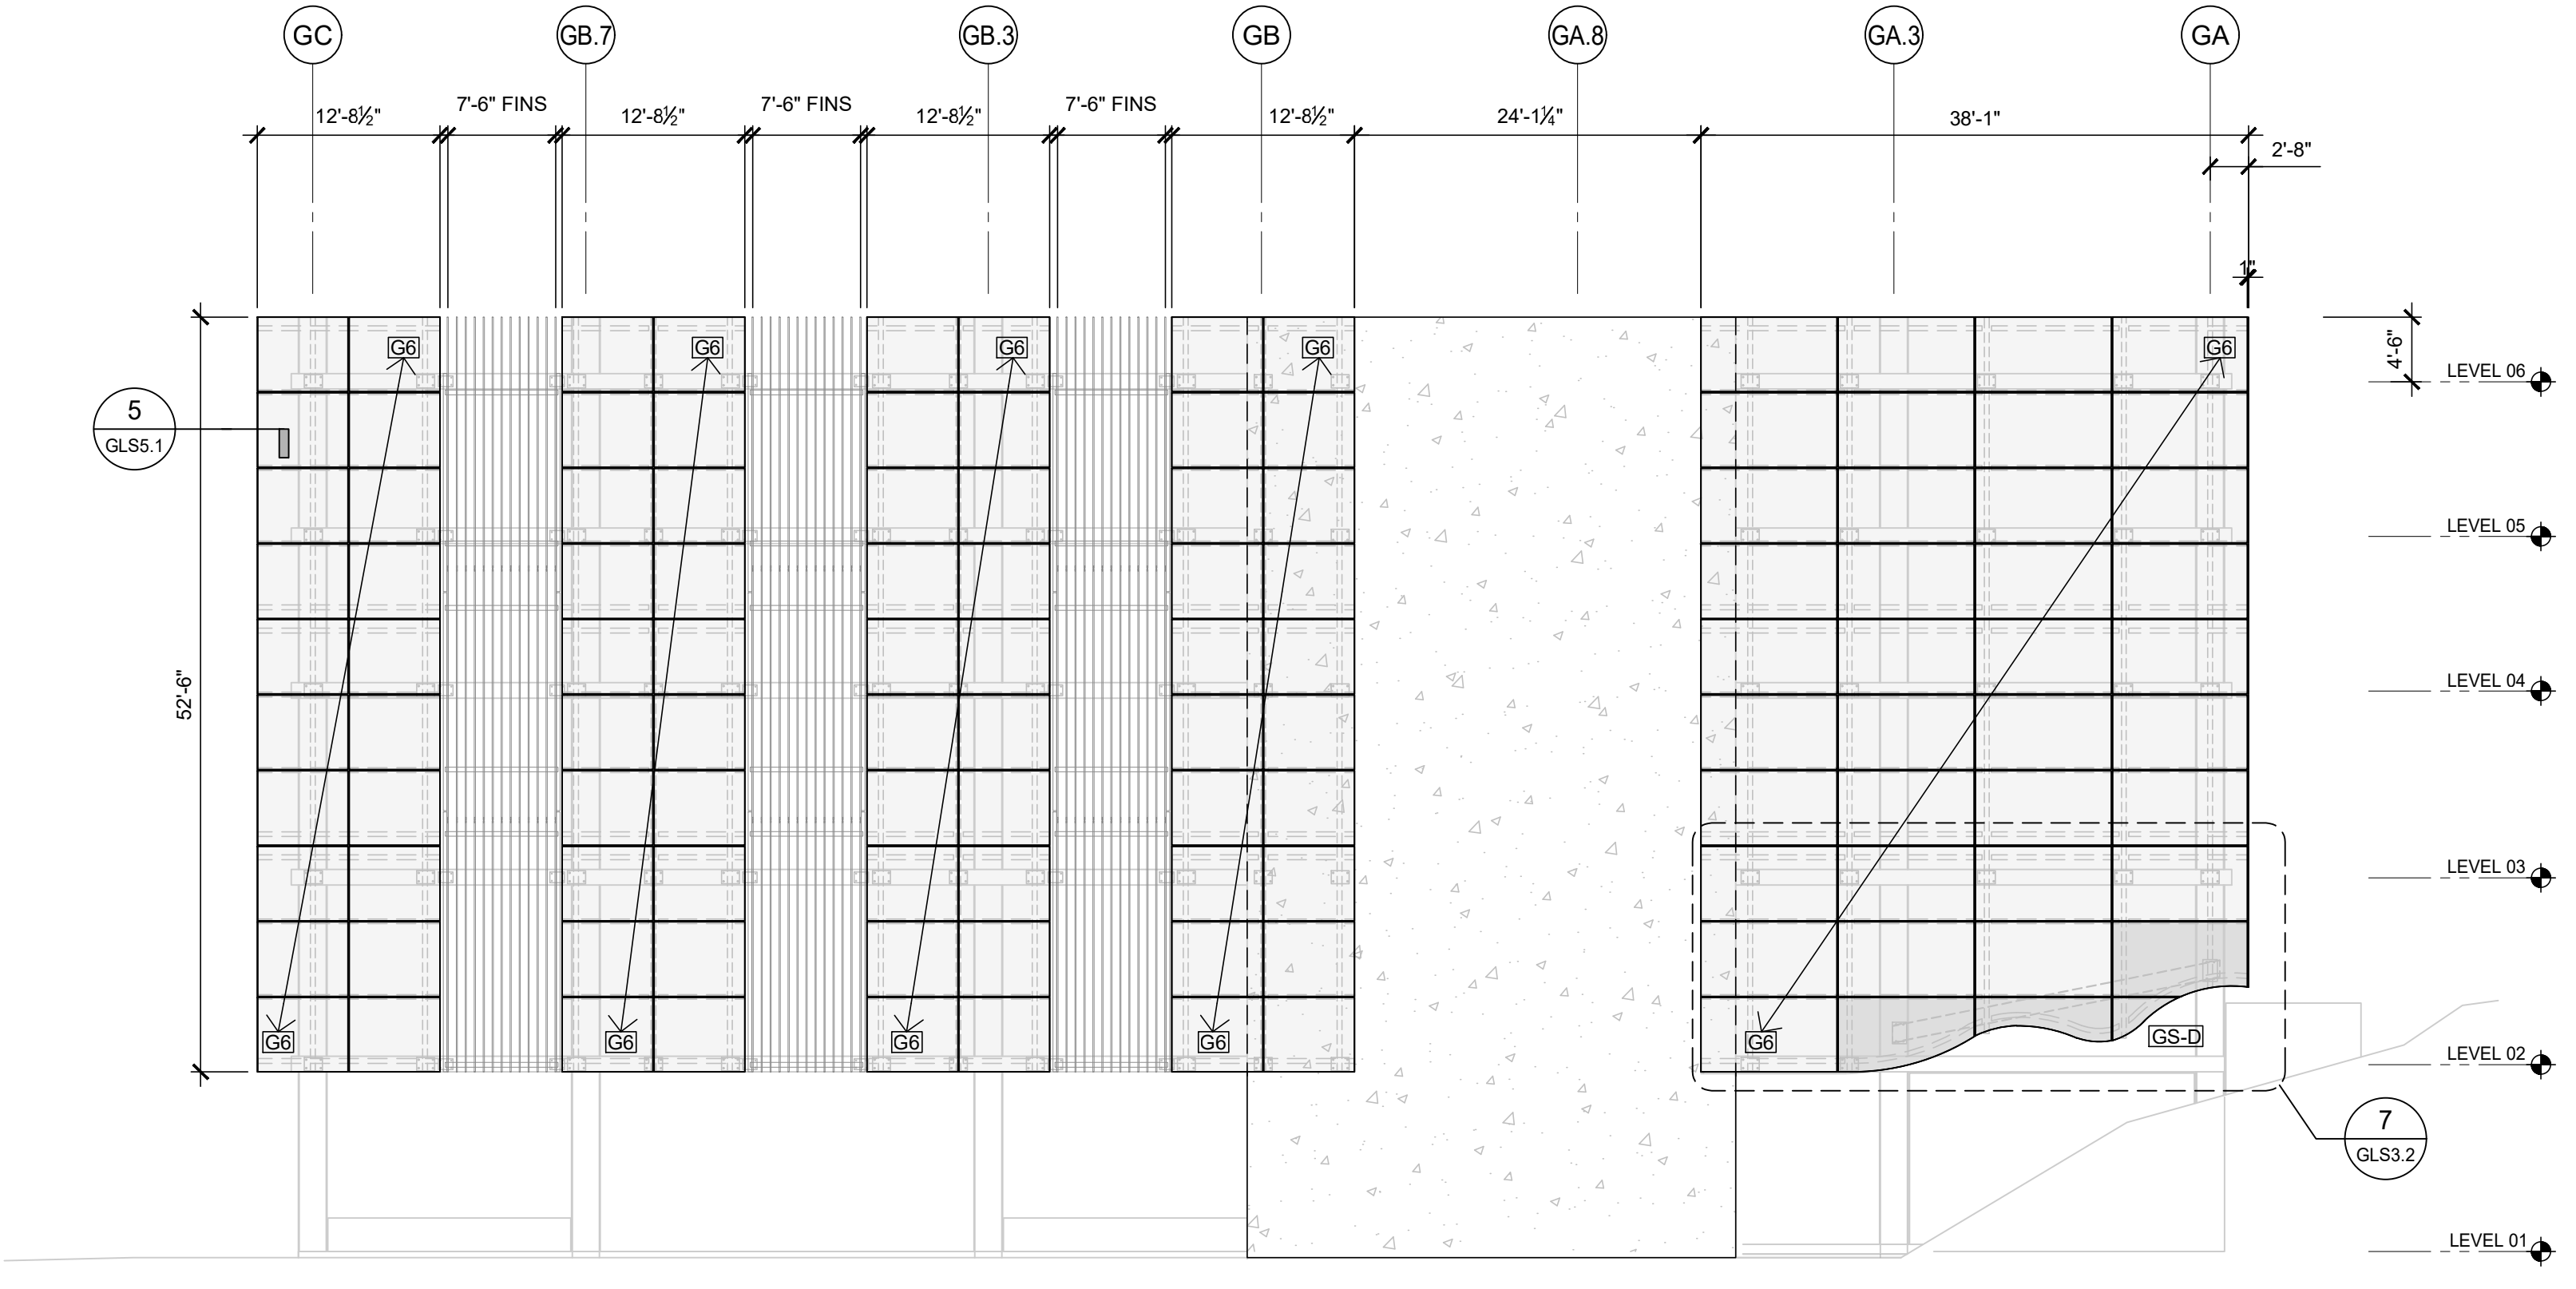 GC GB.7 GB.3 GB GA.8 GA.3 GA
7'-6" FINS 7'-6" FINS 7'-6" FINS
12'-8½" 12'-8½" 12'-8½" 12'-8½" 24'-1¼" 38'-1"
2'-8"
1"
G6 G6 G6 G6 G6
4'-6"
LEVEL 06
5
GLS5.1
LEVEL 05
52'-6"
LEVEL 04
LEVEL 03
G6 G6 G6 G6 G6 GS-D
LEVEL 02
7
GLS3.2
LEVEL 01